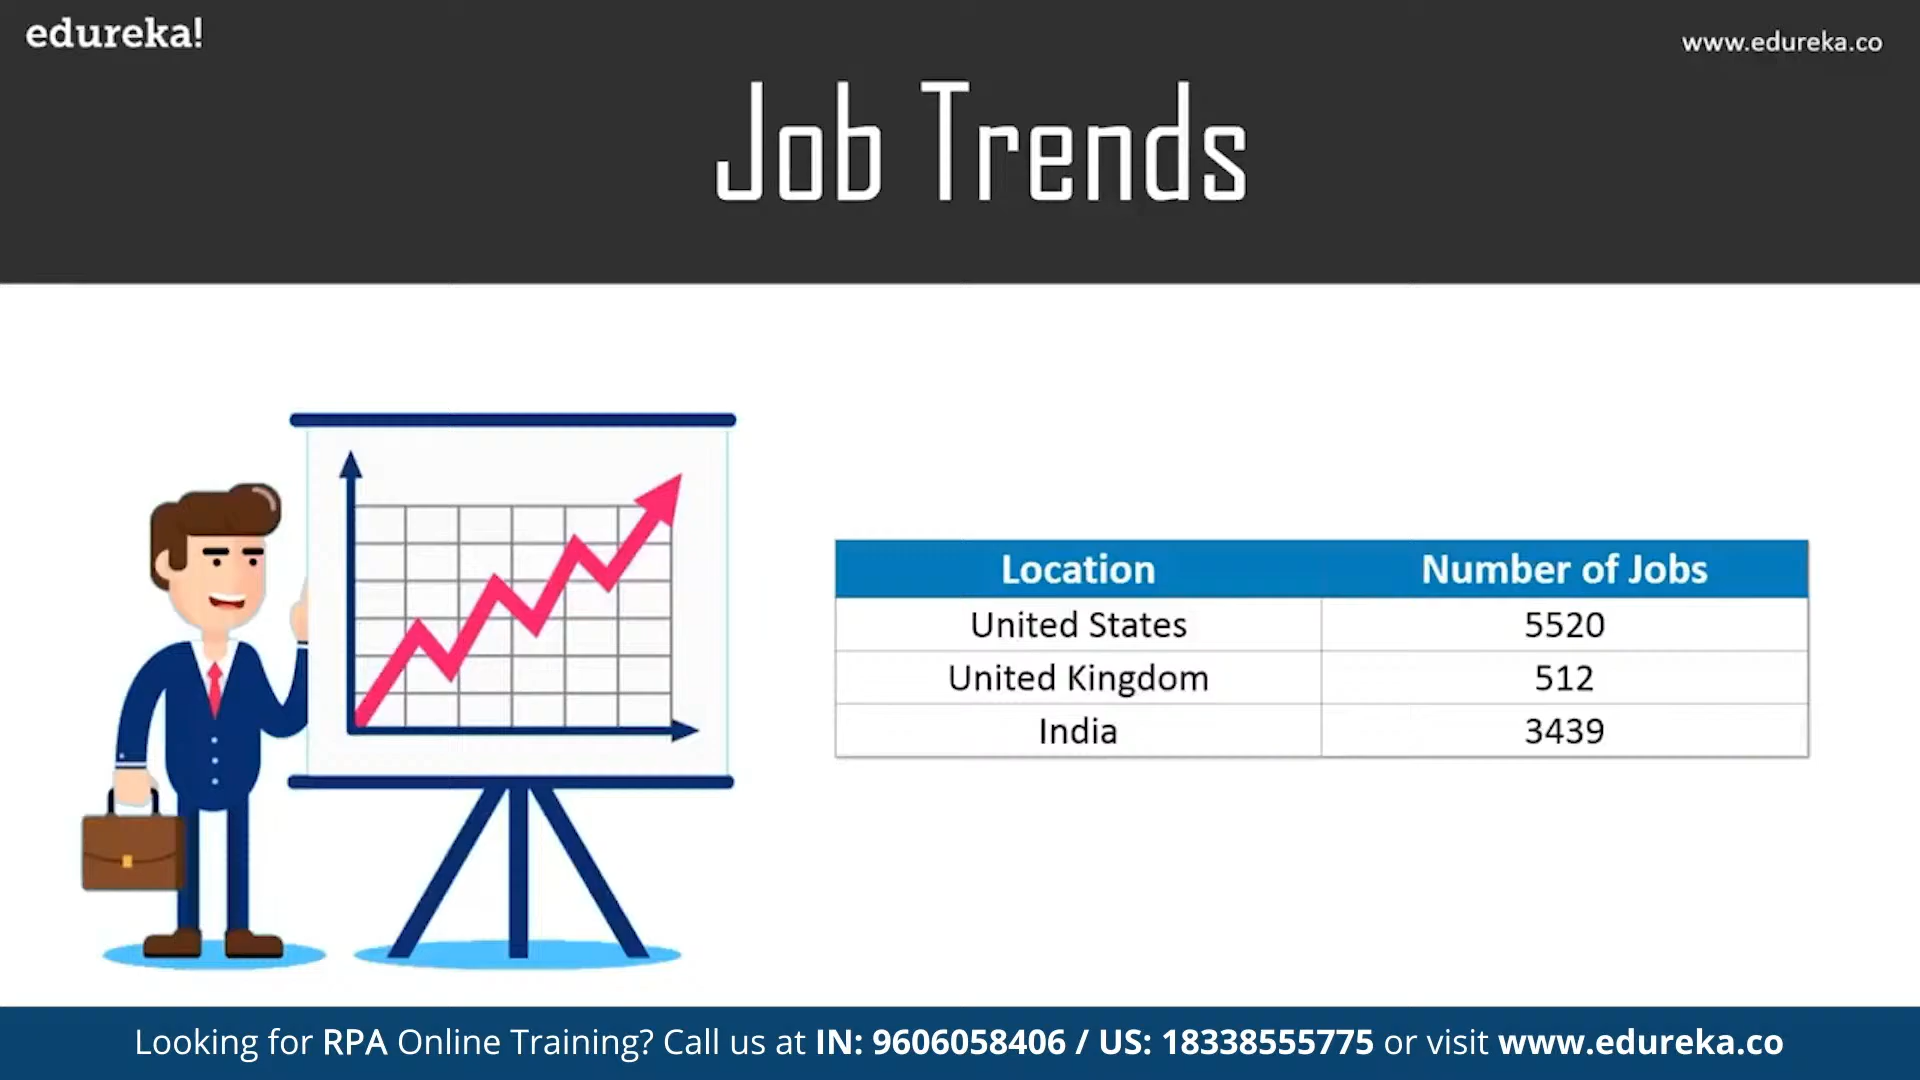 edureka!
www.edureka.co
Job Trends
Location Number of Jobs
United States 5520
United Kingdom 512
India 3439
Looking for RPA Online Training? Call us at IN: 9606058406 / US: 18338555775 or visit www.edureka.co